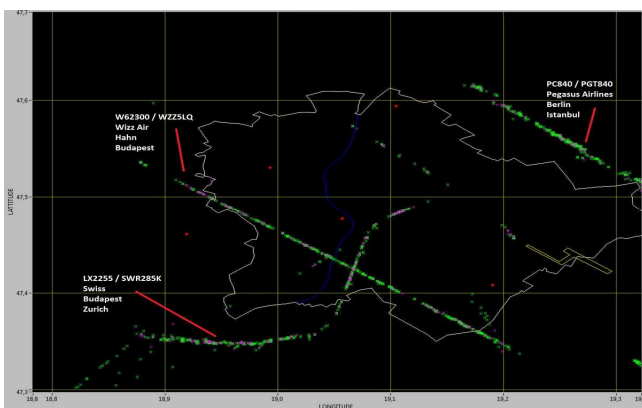 47,7
PC840 / PGT840
Pegasus Airlines
Berlin
Istanbul
47,6
W62300 / WZZ5LQ
Wizz Air
Hahn
Budapest
47,5
LATITUDE
47,4
LX2255 / SWR285K
Swiss
Budapest
Zurich
47,3
18,8 18,8 18,9 19,0 19,1 19,2
LONGITUDE